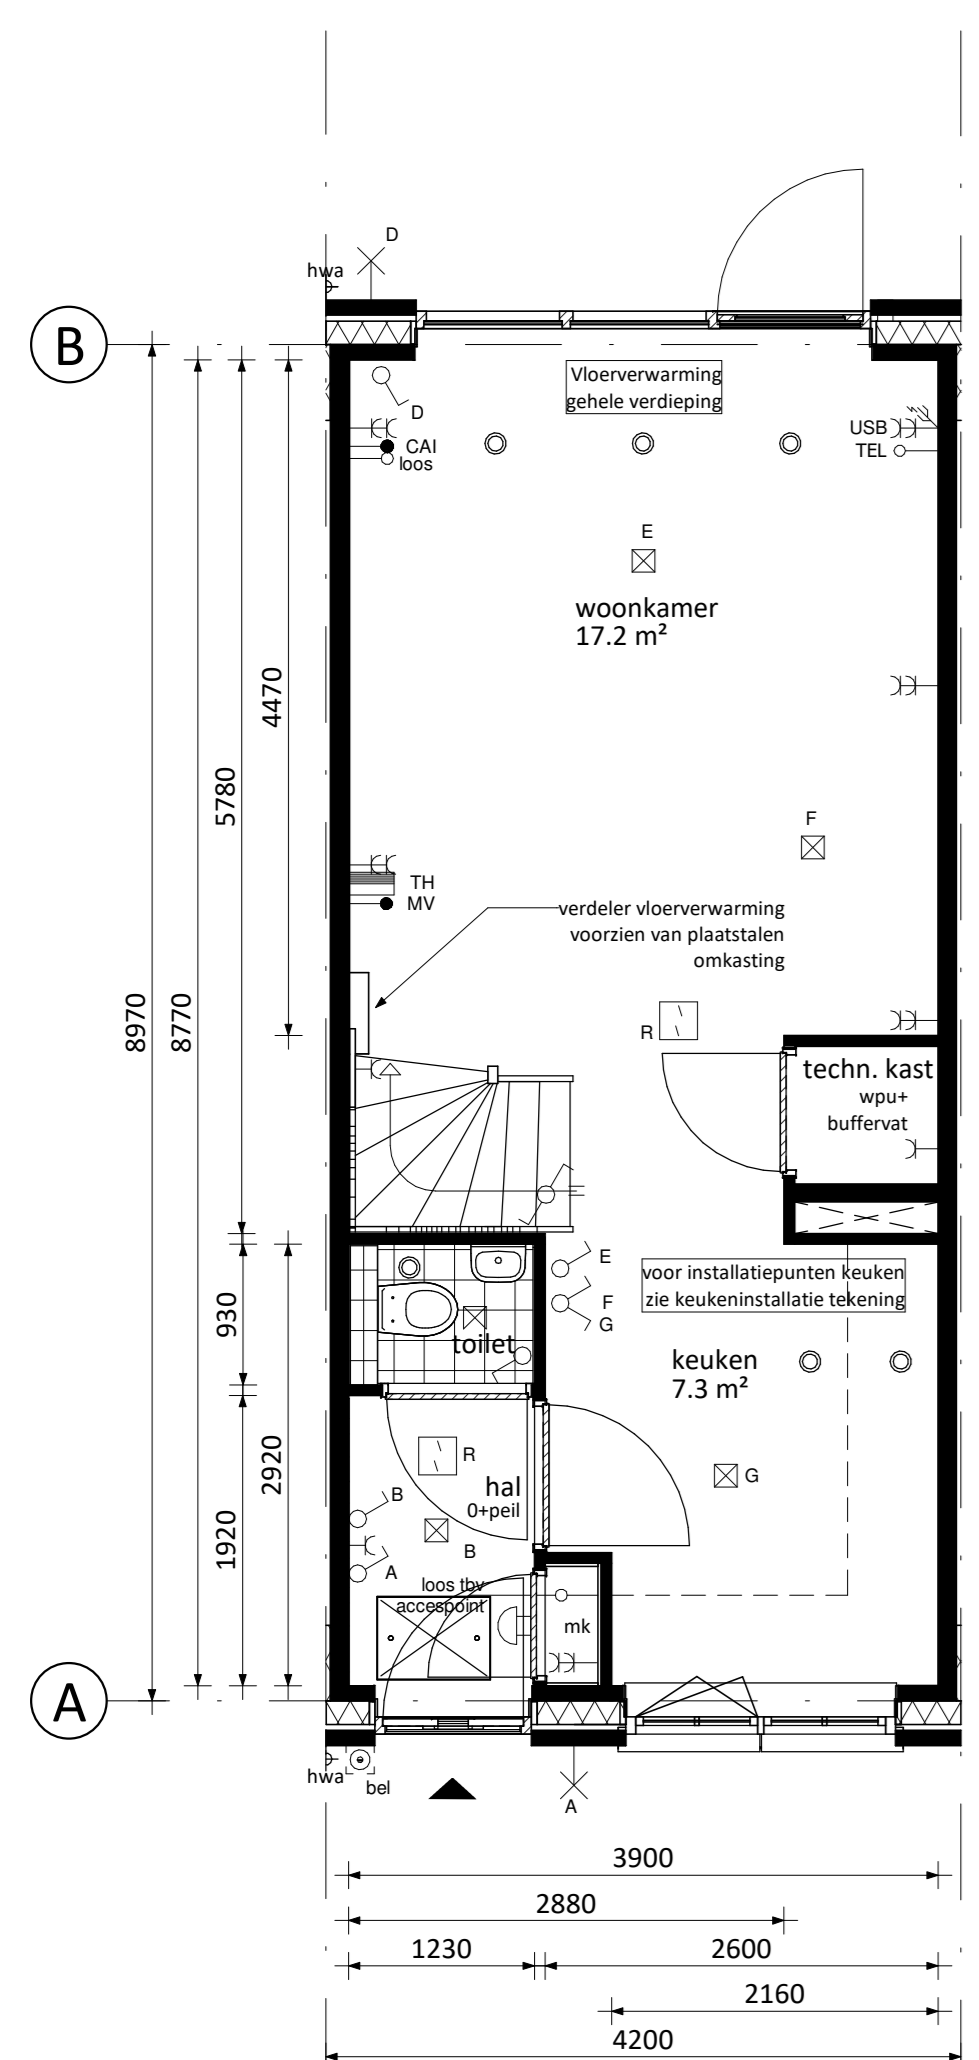 D
hwa
B
Vloerverwarming
gehele verdieping
D
CAI
loos
USB
TEL
E
woonkamer
17.2 m²
4470
5780
F
TH
MV
verdeler vloerverwarming
voorzien van plaatstalen
omkasting
8970
8770
R
techn. kast
wpu+
buffervat
E
voor installatiepunten keuken
zie keukeninstallatie tekening
F
G
930
toilet
keuken
7.3 m²
2920
R
hal
0+peil
G
B
B
1920
A
loos tbv
accespoint
mk
A
hwa
bel
A
3900
2880
1230
2600
2160
4200